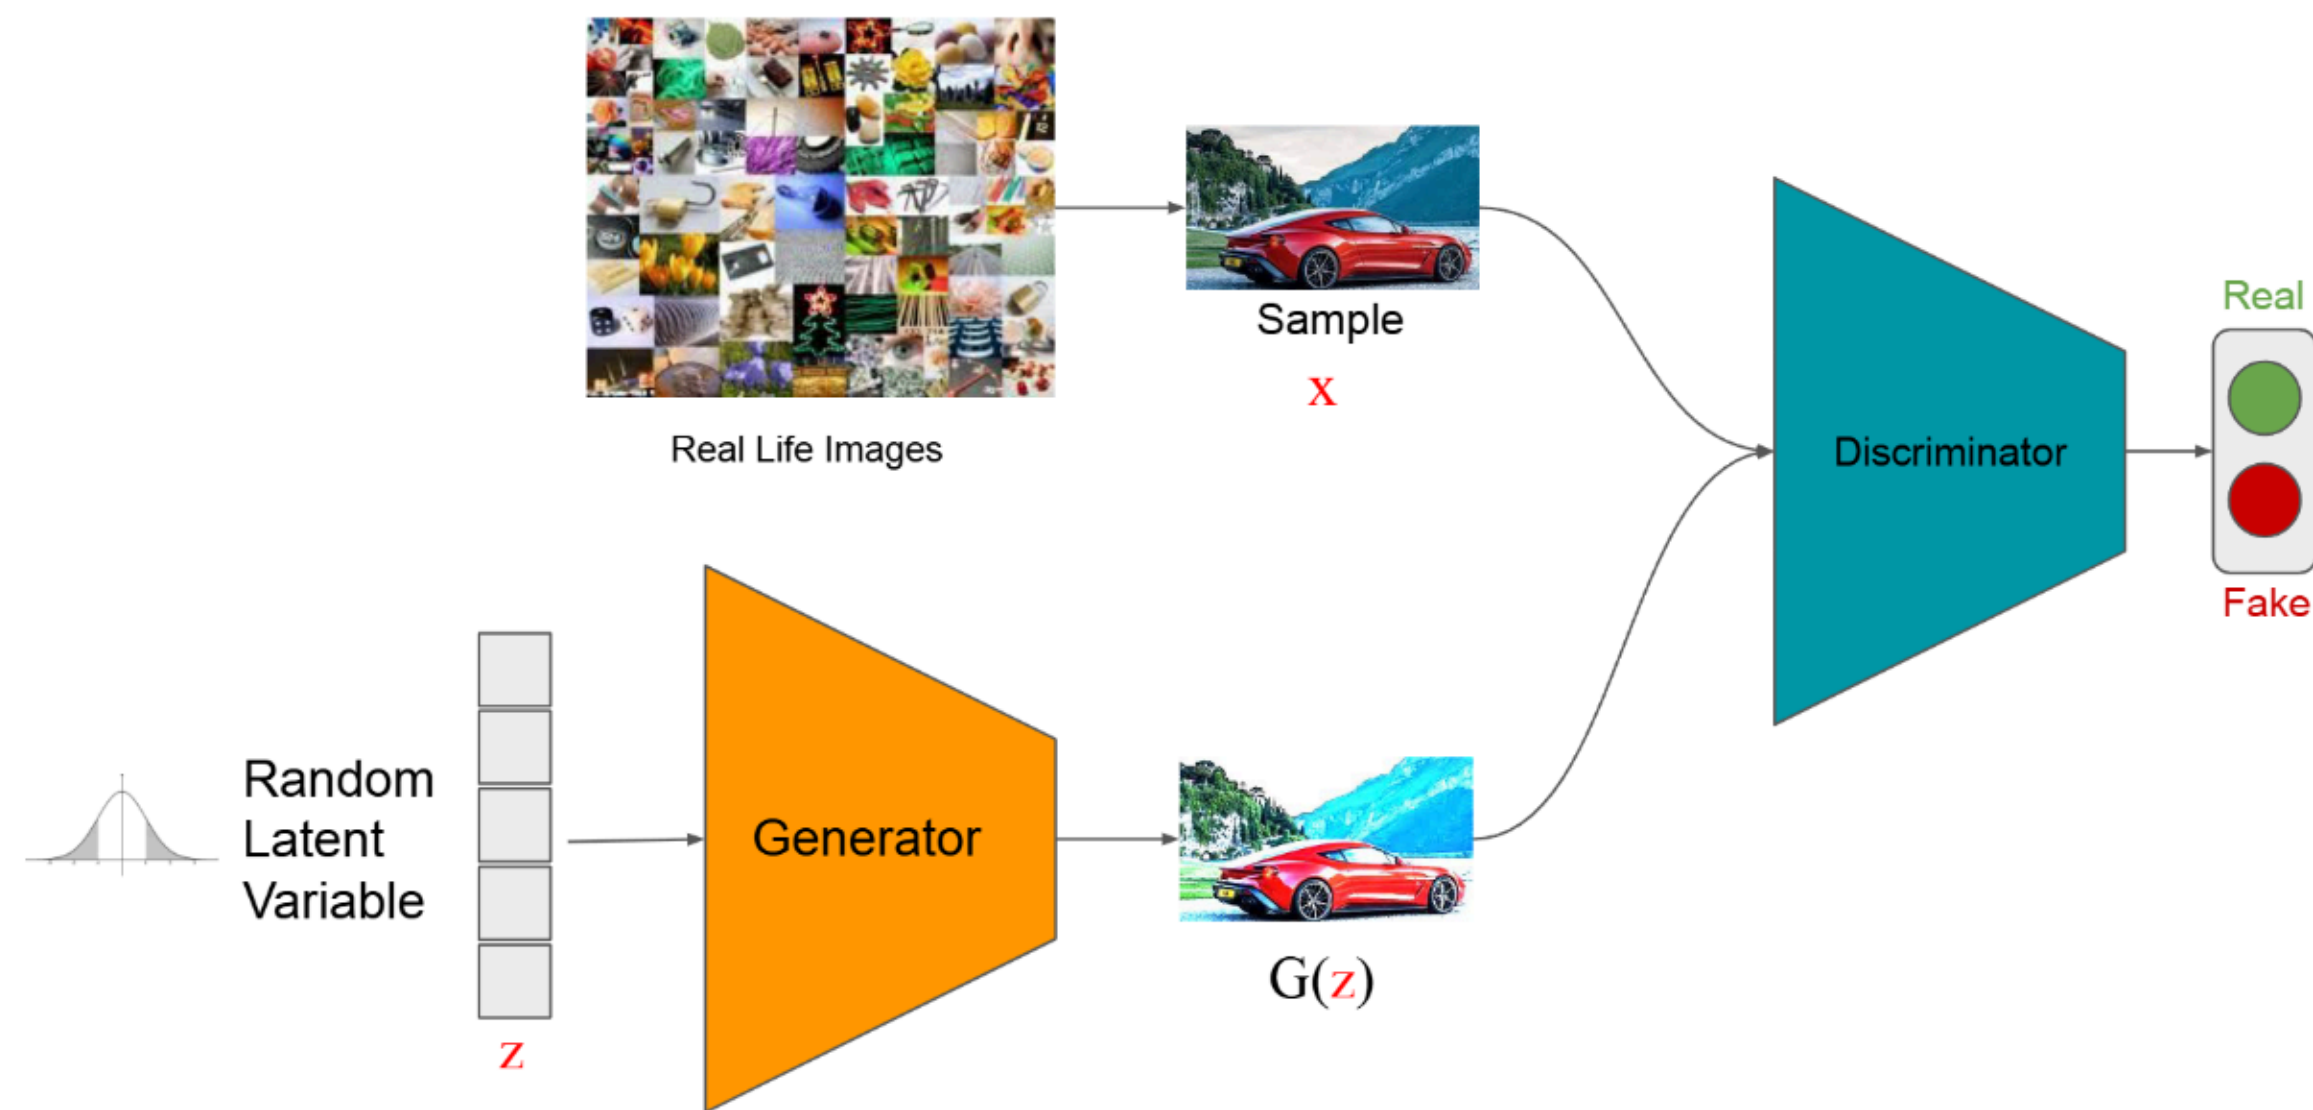 Real Life Images
Sample
x
Random
Latent
Variable
z
Generator
G(z)
Discriminator
Real
Fake